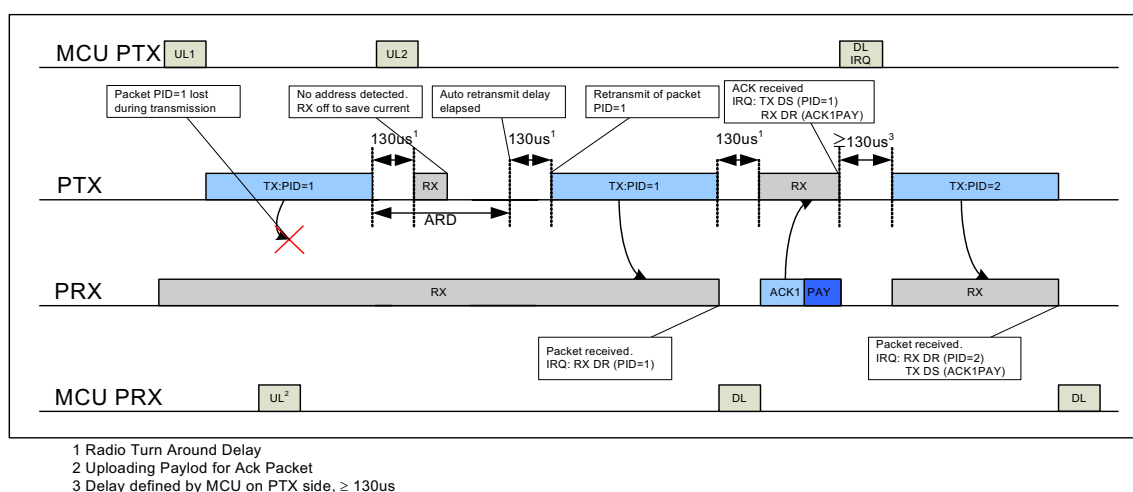 MCU PTX
UL1
UL2
DL
IRQ
Packet PID=1 lost
during transmission
No address detected.
RX off to save current
Auto retransmit delay
elapsed
Retransmit of packet
PID=1
ACK received
IRQ: TX DS (PID=1)
RX DR (ACK1PAY)
130us¹
130us¹
130us¹
≥130us³
PTX
TX:PID=1
RX
TX:PID=1
RX
TX:PID=2
ARD
PRX
RX
ACK1
PAY
RX
Packet received.
IRQ: RX DR (PID=1)
Packet received.
IRQ: RX DR (PID=2)
TX DS (ACK1PAY)
MCU PRX
UL²
DL
DL
1 Radio Turn Around Delay
2 Uploading Paylod for Ack Packet
3 Delay defined by MCU on PTX side, ≥ 130us